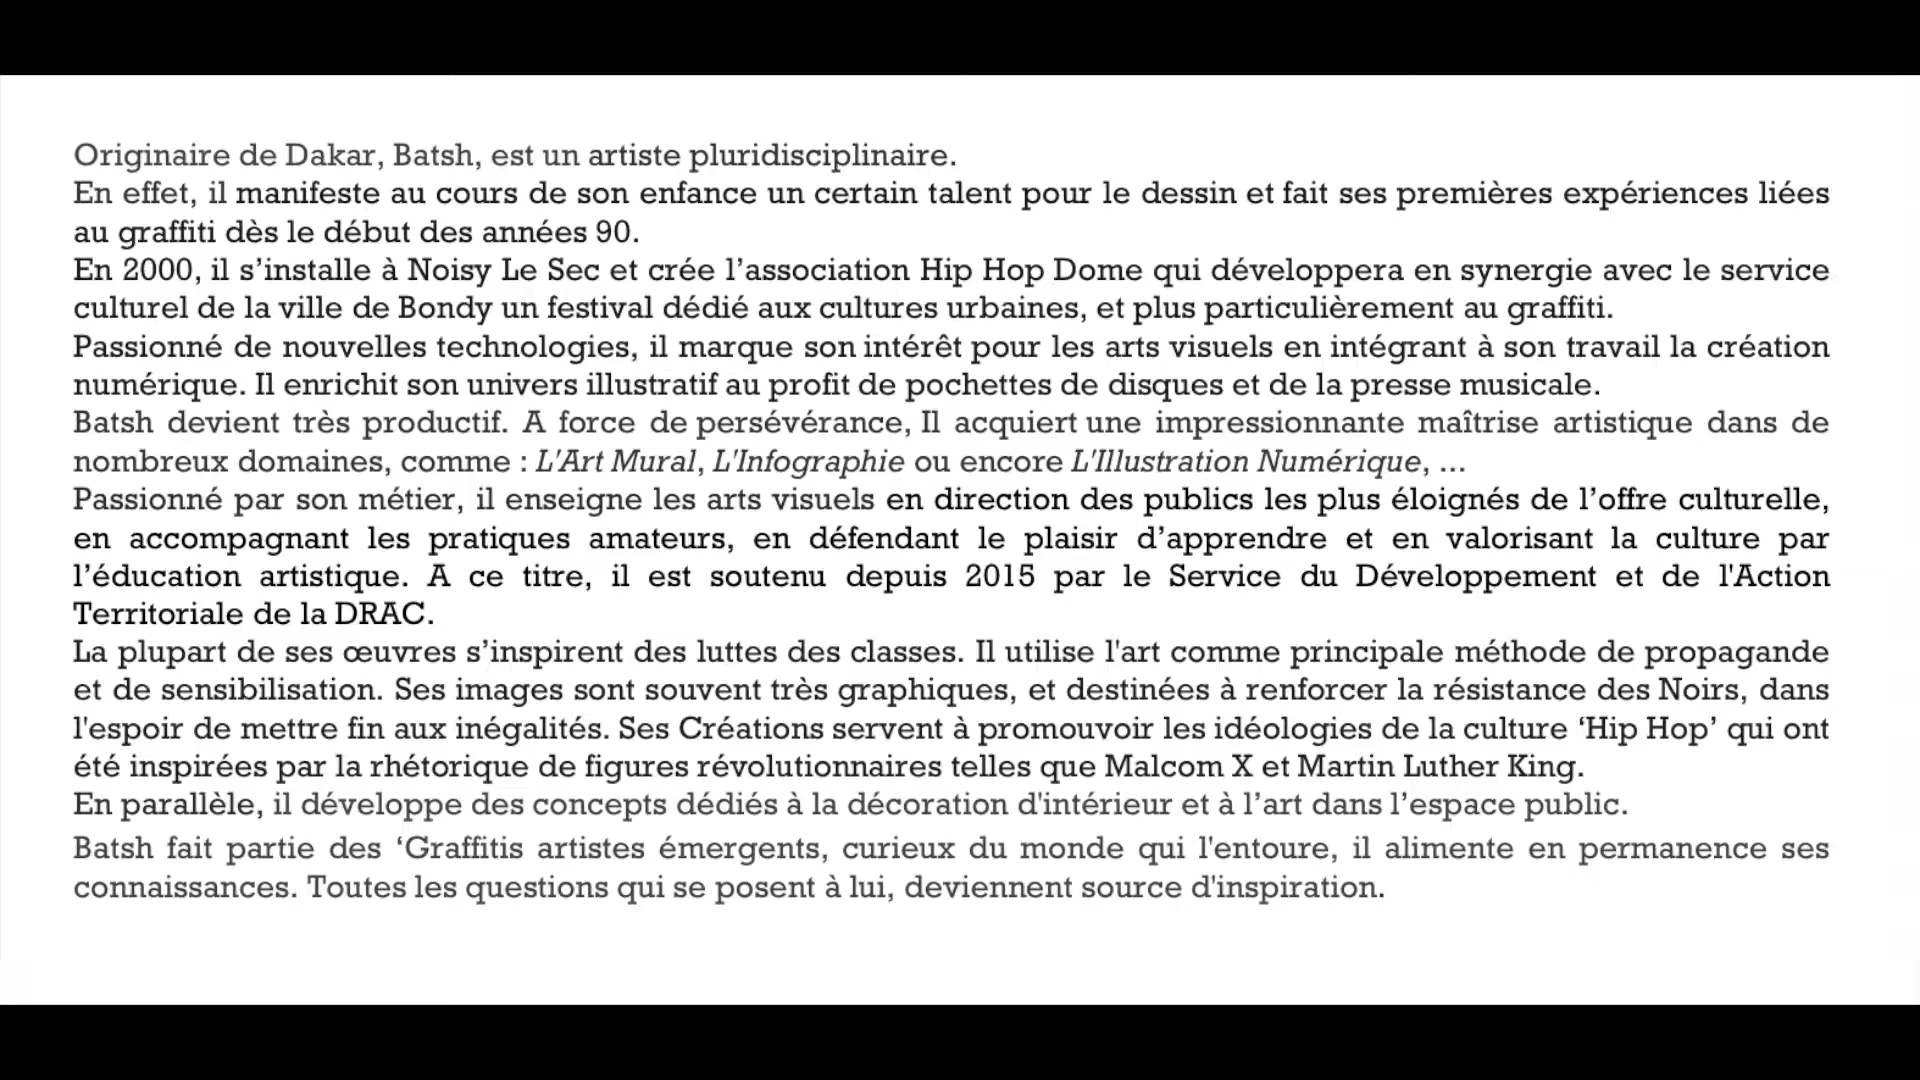 Originaire de Dakar, Batsh, est un artiste pluridisciplinaire.
En effet, il manifeste au cours de son enfance un certain talent pour le dessin et fait ses premières expériences liées
au graffiti dès le début des années 90.
En 2000, il s’installe à Noisy Le Sec et crée l’association Hip Hop Dome qui développera en synergie avec le service
culturel de la ville de Bondy un festival dédié aux cultures urbaines, et plus particulièrement au graffiti.
Passionné de nouvelles technologies, il marque son intérêt pour les arts visuels en intégrant à son travail la création
numérique. Il enrichit son univers illustratif au profit de pochettes de disques et de la presse musicale.
Batsh devient très productif. A force de persévérance, Il acquiert une impressionnante maîtrise artistique dans de
nombreux domaines, comme : L'Art Mural, L'Infographie ou encore L'Illustration Numérique, ...
Passionné par son métier, il enseigne les arts visuels en direction des publics les plus éloignés de l’offre culturelle,
en accompagnant les pratiques amateurs, en défendant le plaisir d’apprendre et en valorisant la culture par
l’éducation artistique. A ce titre, il est soutenu depuis 2015 par le Service du Développement et de l'Action
Territoriale de la DRAC.
La plupart de ses œuvres s’inspirent des luttes des classes. Il utilise l'art comme principale méthode de propagande
et de sensibilisation. Ses images sont souvent très graphiques, et destinées à renforcer la résistance des Noirs, dans
l'espoir de mettre fin aux inégalités. Ses Créations servent à promouvoir les idéologies de la culture ‘Hip Hop’ qui ont
été inspirées par la rhétorique de figures révolutionnaires telles que Malcom X et Martin Luther King.
En parallèle, il développe des concepts dédiés à la décoration d'intérieur et à l’art dans l’espace public.
Batsh fait partie des ‘Graffitis artistes émergents, curieux du monde qui l'entoure, il alimente en permanence ses
connaissances. Toutes les questions qui se posent à lui, deviennent source d'inspiration.